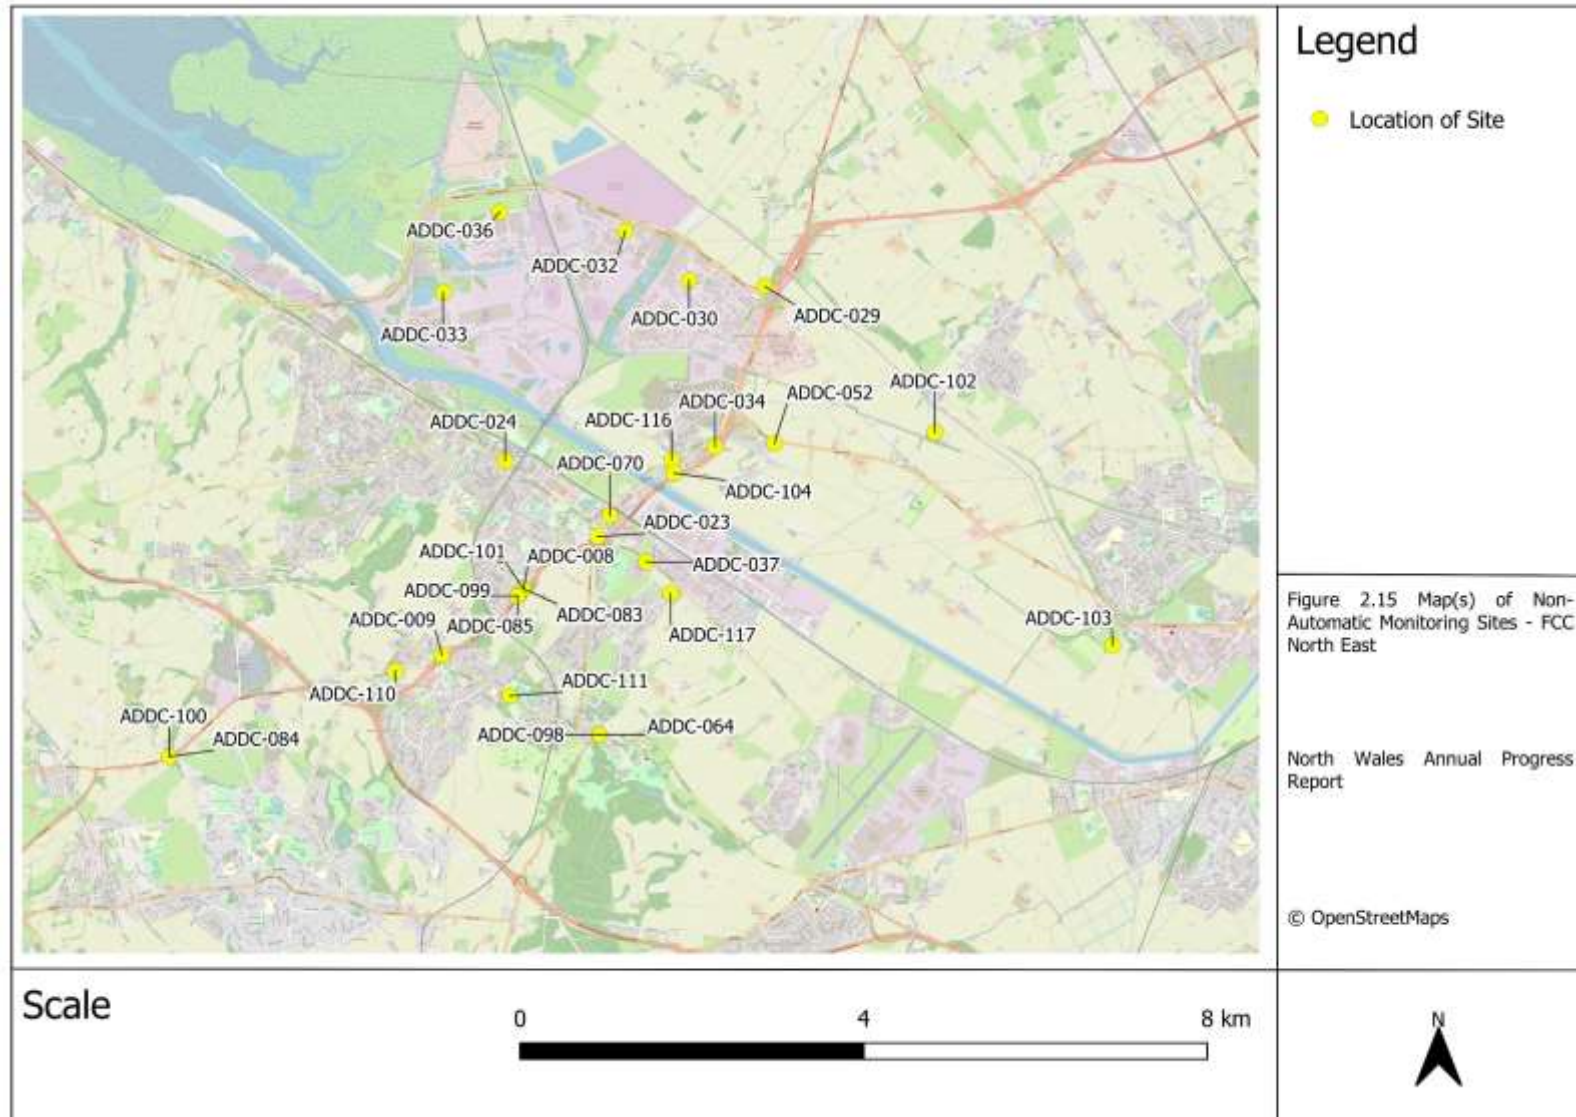 Legend
Location of Site
ADDC-036
ADDC-032
ADDC-033
ADDC-030
ADDC-029
ADDC-102
ADDC-052
ADDC-034
ADDC-116
ADDC-024
ADDC-070
ADDC-104
ADDC-023
ADDC-101
ADDC-008
ADDC-037
ADDC-099
ADDC-083
ADDC-009
ADDC-085
ADDC-117
ADDC-103
ADDC-110
ADDC-111
ADDC-100
ADDC-084
ADDC-098
ADDC-064
Figure 2.15 Map(s) of Non-
Automatic Monitoring Sites - FCC
North East
North Wales Annual Progress
Report
© OpenStreetMaps
Scale
0 4 8 km
N